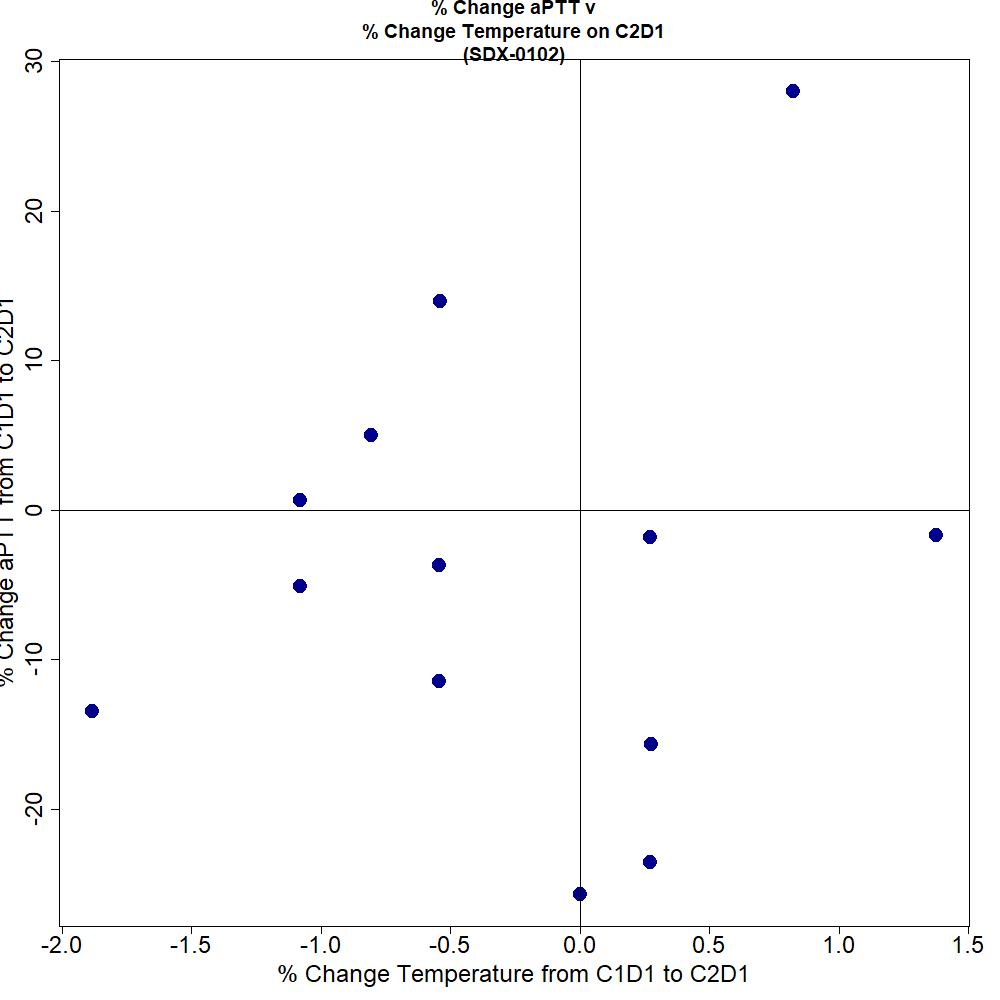 % Change aPTT v
% Change Temperature on C2D1
(SDX-0102)
30
20
10
0
-10
-20
% Change aPTT from C1D1 to C2D1
-2.0 -1.5 -1.0 -0.5 0.0 0.5 1.0 1.5
% Change Temperature from C1D1 to C2D1